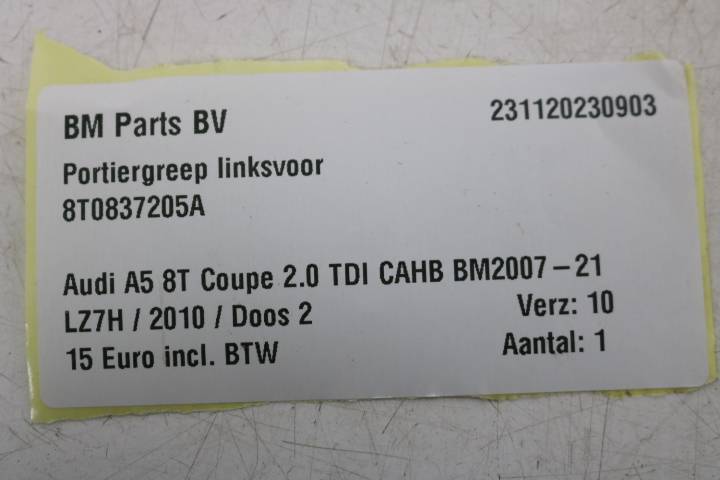 BM Parts BV 231120230903
Portiergreep linksvoor
8T0837205A
Audi A5 8T Coupe 2.0 TDI CAHB BM2007-21
LZ7H / 2010 / Doos 2 Verz: 10
15 Euro incl. BTW Aantal: 1